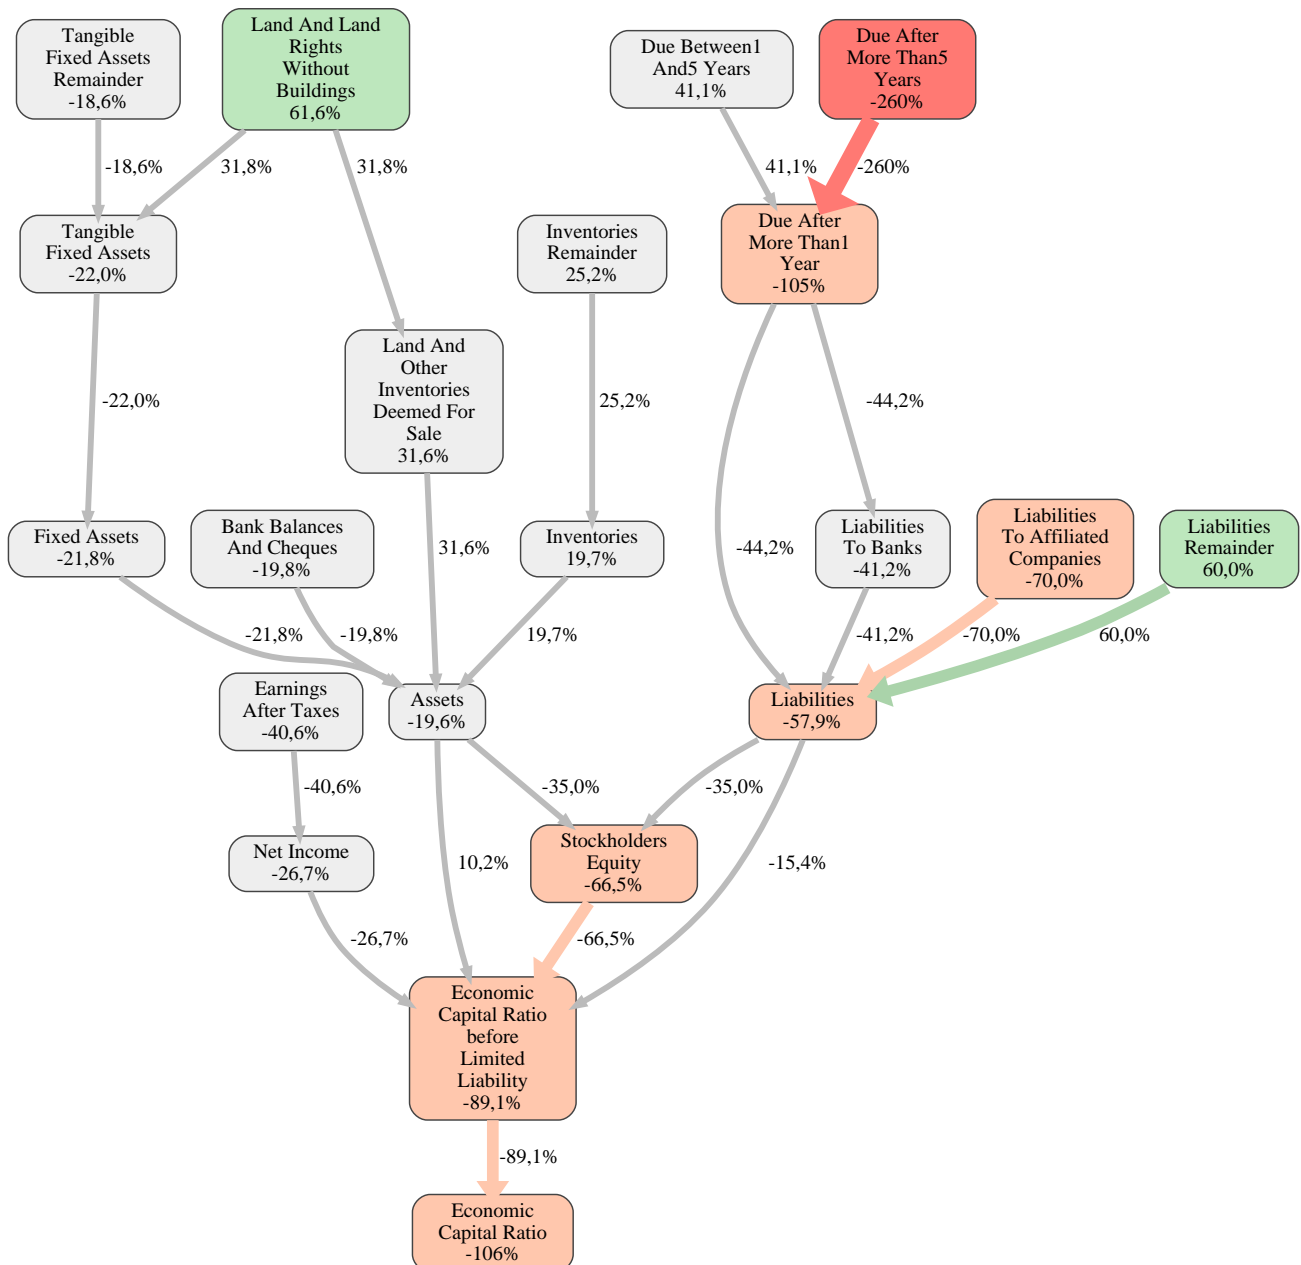 Tangible
Fixed Assets
Remainder
-18,6%
Land And Land
Rights
Without
Buildings
61,6%
Due Between1
And5 Years
41,1%
Due After
More Than5
Years
-260%
-18,6%
31,8%
31,8%
41,1%
-260%
Tangible
Fixed Assets
-22,0%
Inventories
Remainder
25,2%
Due After
More Than1
Year
-105%
Land And
Other
Inventories
Deemed For
Sale
31,6%
-22,0%
25,2%
-44,2%
Fixed Assets
-21,8%
Bank Balances
And Cheques
-19,8%
Inventories
19,7%
Liabilities
To Banks
-41,2%
Liabilities
To Affiliated
Companies
-70,0%
Liabilities
Remainder
60,0%
31,6%
-44,2%
-21,8%
-19,8%
19,7%
-41,2%
-70,0%
60,0%
Earnings
After Taxes
-40,6%
Assets
-19,6%
Liabilities
-57,9%
-40,6%
-35,0%
-35,0%
Net Income
-26,7%
10,2%
Stockholders
Equity
-66,5%
-15,4%
-26,7%
-66,5%
Economic
Capital Ratio
before
Limited
Liability
-89,1%
-89,1%
Economic
Capital Ratio
-106%